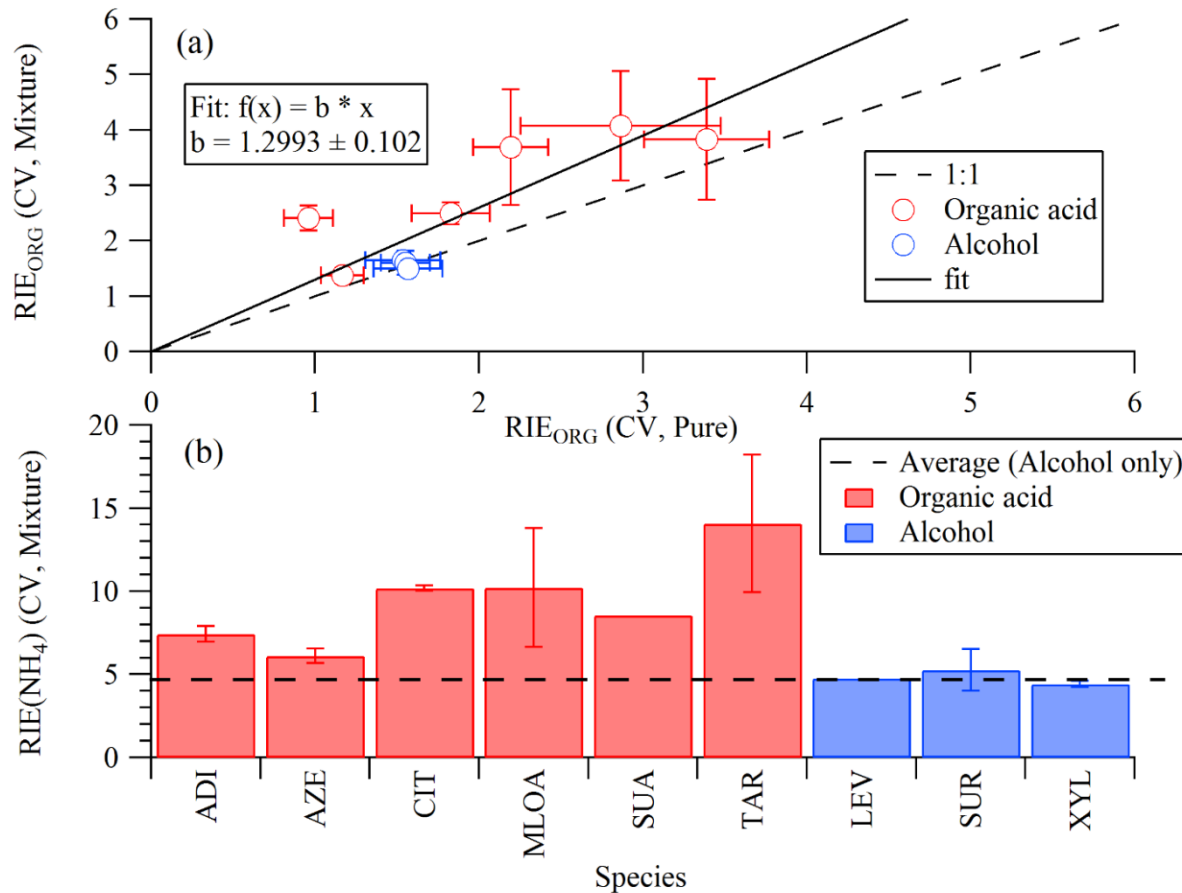 6
5
4
3
2
1
0
RIE_ORG (CV, Mixture)
(a)
Fit: f(x) = b * x
b = 1.2993 ± 0.102
1:1
Organic acid
Alcohol
fit
0 1 2 3 4 5 6
RIE_ORG (CV, Pure)
20
15
10
5
0
RIE(NH₄) (CV, Mixture)
(b)
Average (Alcohol only)
Organic acid
Alcohol
ADI AZE CIT MLOA SUA TAR LEV SUR XYL
Species